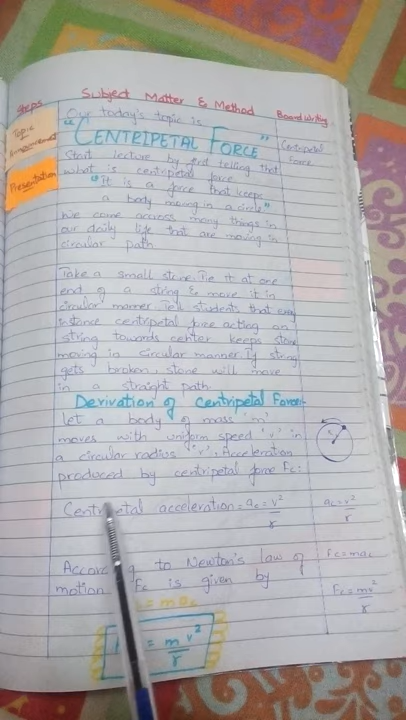 Steps
Subject Matter & Method
Board Writing
Topic
Announcement
Our today's topic is
"CENTRIPETAL FORCE"
Centripetal
Force
Presentation
Start lecture by telling that
what is centripetal force
"It is a force that keeps
a body moving in a circle"
We come across many things in
our daily life that are moving in
circular path
Take a small stone. Tie it at one
end of a string & move it in
circular manner. Tell students that
instance centripetal force acting on
string towards center keeps stone
moving in circular manner. If string
gets broken, stone will move
in a straight path
Derivation of Centripetal Force:-
let a body of mass 'm'
moves with uniform speed 'v' in
a circular radius 'r', Acceleration
produced by centripetal force Fc:
Centripetal acceleration = ac = v²/r
ac = v²/r
to Newton's law of
Fc = mac
motion Fc is given by
= mac
Fc = mv²/r
= mv²/r